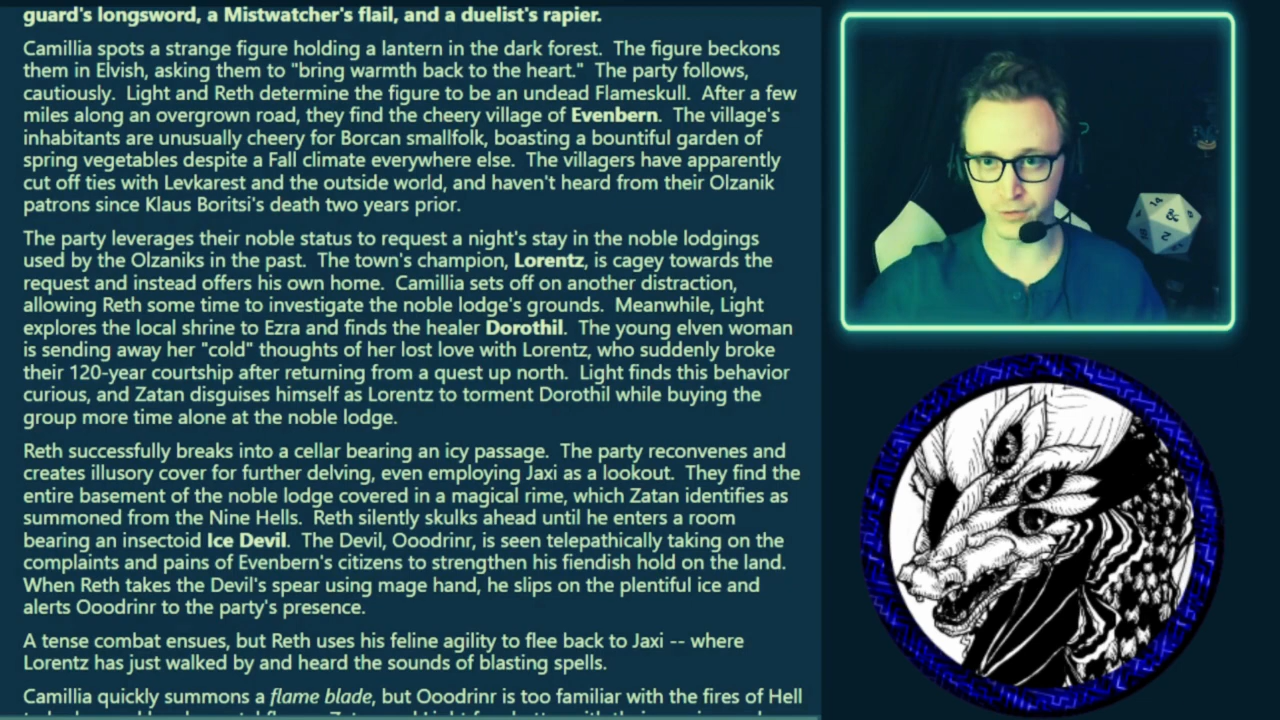 guard's longsword, a Mistwatcher's flail, and a duelist's rapier.
Camillia spots a strange figure holding a lantern in the dark forest.  The figure beckons
them in Elvish, asking them to "bring warmth back to the heart."  The party follows,
cautiously.  Light and Reth determine the figure to be an undead Flameskull.  After a few
miles along an overgrown road, they find the cheery village of Evenbern.  The village's
inhabitants are unusually cheery for Borcan smallfolk, boasting a bountiful garden of
spring vegetables despite a Fall climate everywhere else.  The villagers have apparently
cut off ties with Levkarest and the outside world, and haven't heard from their Olzanik
patrons since Klaus Boritsi's death two years prior.
The party leverages their noble status to request a night's stay in the noble lodgings
used by the Olzaniks in the past.  The town's champion, Lorentz, is cagey towards the
request and instead offers his own home.  Camillia sets off on another distraction,
allowing Reth some time to investigate the noble lodge's grounds.  Meanwhile, Light
explores the local shrine to Ezra and finds the healer Dorothil.  The young elven woman
is sending away her "cold" thoughts of her lost love with Lorentz, who suddenly broke
their 120-year courtship after returning from a quest up north.  Light finds this behavior
curious, and Zatan disguises himself as Lorentz to torment Dorothil while buying the
group more time alone at the noble lodge.
Reth successfully breaks into a cellar bearing an icy passage.  The party reconvenes and
creates illusory cover for further delving, even employing Jaxi as a lookout.  They find the
entire basement of the noble lodge covered in a magical rime, which Zatan identifies as
summoned from the Nine Hells.  Reth silently skulks ahead until he enters a room
bearing an insectoid Ice Devil.  The Devil, Ooodrinr, is seen telepathically taking on the
complaints and pains of Evenbern's citizens to strengthen his fiendish hold on the land.
When Reth takes the Devil's spear using mage hand, he slips on the plentiful ice and
alerts Ooodrinr to the party's presence.
A tense combat ensues, but Reth uses his feline agility to flee back to Jaxi -- where
Lorentz has just walked by and heard the sounds of blasting spells.
Camillia quickly summons a flame blade, but Ooodrinr is too familiar with the fires of Hell